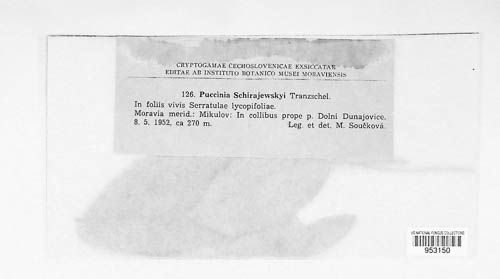 CRYPTOGAMAE ČECHOSLOVENICAE EXSICCATAE
EDITAE AB INSTITUTO BOTANICO MUSEI MORAVIENSIS
126. Puccinia Schirajewskyi Tranzschel.
In foliis vivis Serratulae lycopifoliae.
Moravia merid.: Mikulov: In collibus prope p. Dolní Dunajovice.
8. 5. 1952, ca 270 m. Leg. et det. M. Součková.
US NATIONAL FUNGUS COLLECTIONS
953150